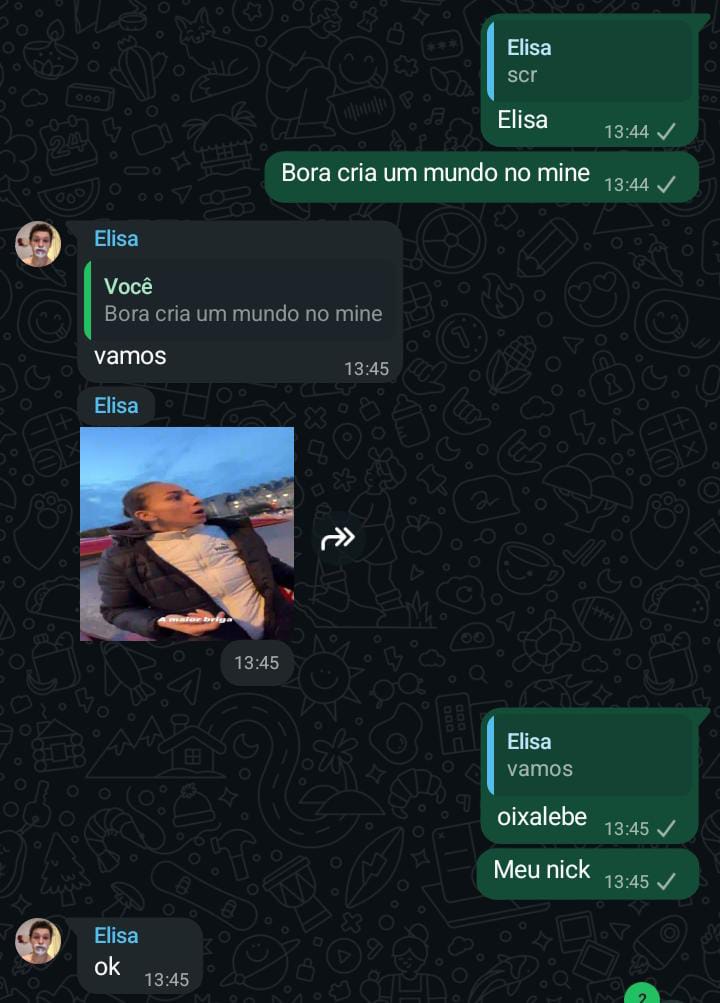 Elisa
scr
Elisa
13:44
Bora cria um mundo no mine
13:44
Elisa
Você
Bora cria um mundo no mine
vamos
13:45
Elisa
A maior briga
13:45
Elisa
vamos
oixalebe
13:45
Meu nick
13:45
Elisa
ok
13:45
2